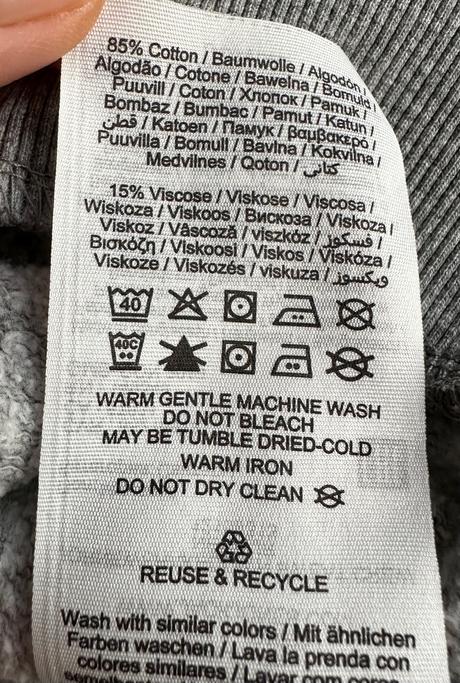 85% Cotton / Baumwolle / Algodón /
Algodão / Cotone / Bawełna / Bomuld /
Puuvill / Coton / Хлопок / Pamuk /
Bombaz / Bumbac / Pamut / Katun /
قطن / Katoen / Памук / βαμβακερό /
Puuvilla / Bomull / Bavlna / Kokvilna /
Medvilnes / Qoton / كتاني
15% Viscose / Viskose / Viscosa /
Wiskoza / Viskoos / Вискоза / Viskoza /
Viskoz / Vâscoză / viszkóz / فسكوز /
Βισκόζη / Viskoosi / Viskos / Viskóza /
Viskoze / Viskozés / viskuza / ويكسوز
40
40C
WARM GENTLE MACHINE WASH
DO NOT BLEACH
MAY BE TUMBLE DRIED-COLD
WARM IRON
DO NOT DRY CLEAN
REUSE & RECYCLE
Wash with similar colors / Mit ähnlichen
Farben waschen / Lava la prenda con
colores similares / Lavar com cores